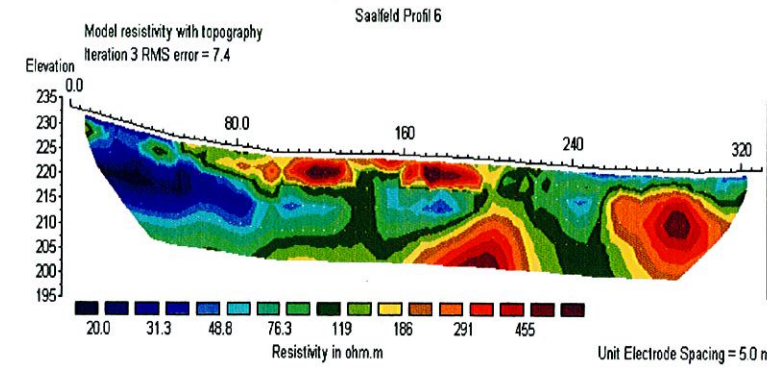 Saalfeld Profil 6
Model resistivity with topography
Iteration 3 RMS error = 7.4
Elevation
0.0
80.0
160
240
320
235
230
225
220
215
210
205
200
195
20.0 31.3 48.8 76.3 119 186 291 455
Resistivity in ohm.m
Unit Electrode Spacing = 5.0 m